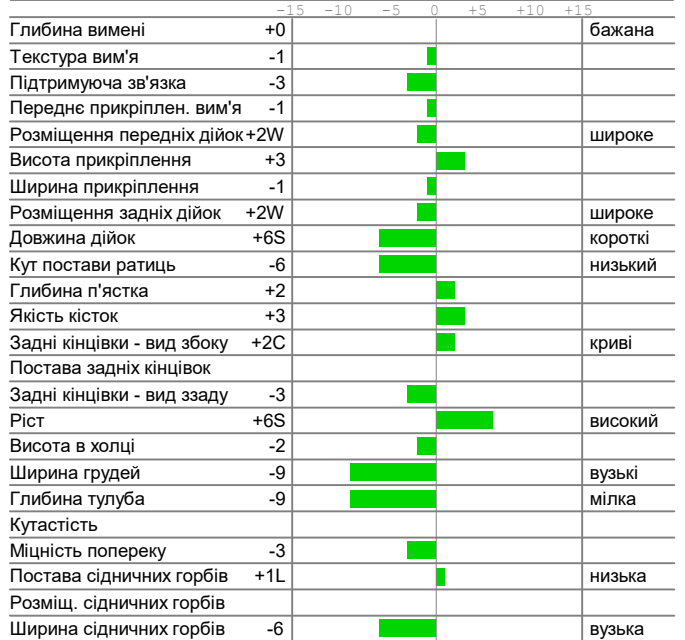 -15 -10 -5 0 +5 +10 +15
Глибина вимені +0 бажана
Текстура вим'я -1
Підтримуюча зв'язка -3
Переднє прикріплен. вим'я -1
Розміщення передніх дійок +2W широке
Висота прикріплення +3
Ширина прикріплення -1
Розміщення задніх дійок +2W широке
Довжина дійок +6S короткі
Кут постави ратиць -6 низький
Глибина п'ястка +2
Якість кісток +3
Задні кінцівки - вид збоку +2C криві
Постава задніх кінцівок
Задні кінцівки - вид ззаду -3
Ріст +6S високий
Висота в холці -2
Ширина грудей -9 вузькі
Глибина тулуба -9 мілка
Кутастість
Міцність попереку -3
Постава сідничних горбів +1L низька
Розміщ. сідничних горбів
Ширина сідничних горбів -6 вузька